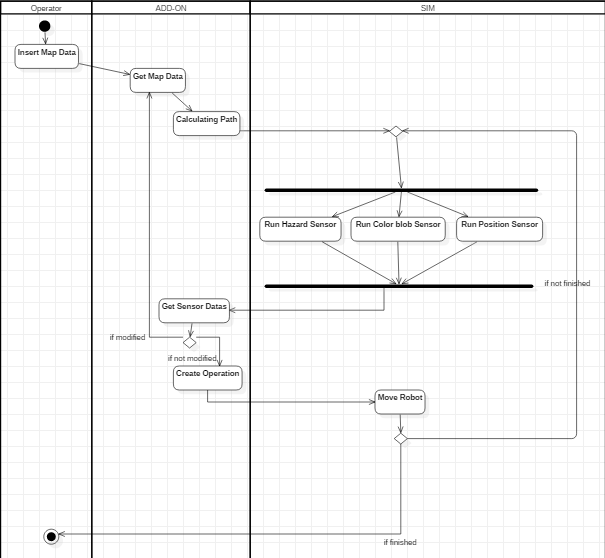 Operator
ADD-ON
SIM
Insert Map Data
Get Map Data
Calculating Path
Run Hazard Sensor
Run Color blob Sensor
Run Position Sensor
if not finished
Get Sensor Datas
if modified
if not modified
Create Operation
Move Robot
if finished